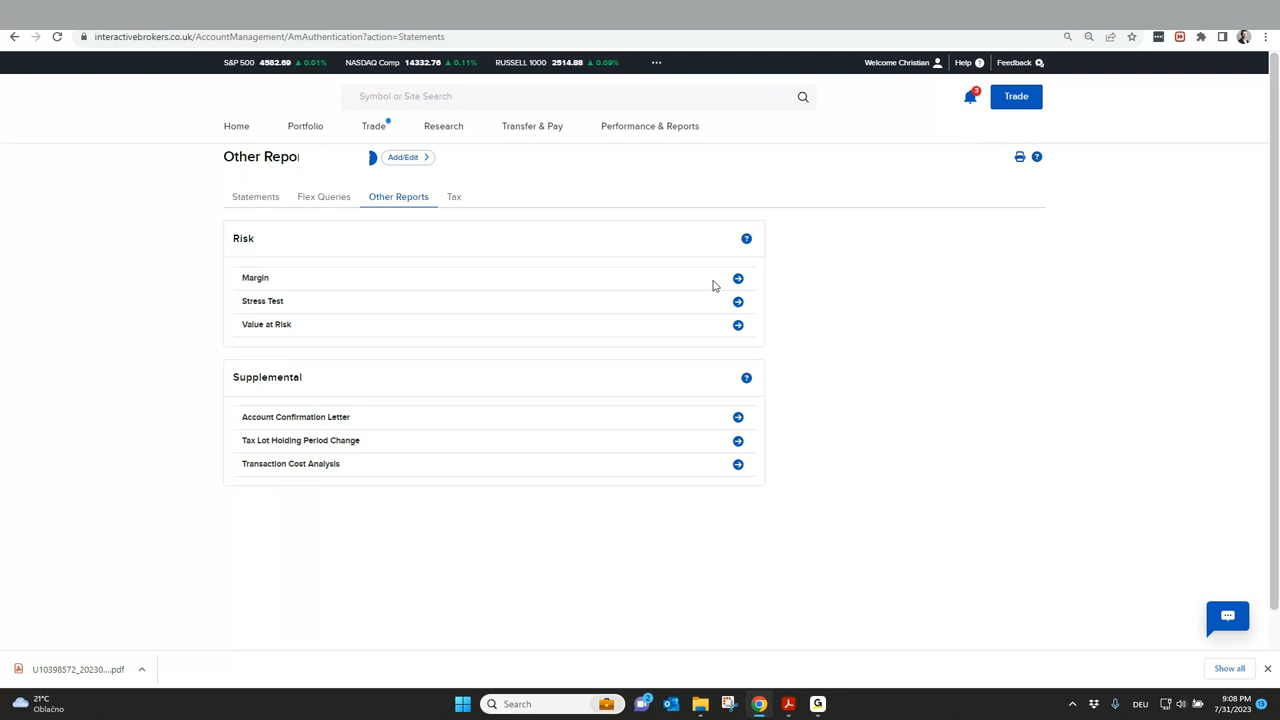 interactivebrokers.co.uk/AccountManagement/AmAuthentication?action=Statements
S&P 500 4582.69 ▲ 0.01% NASDAQ Comp 14332.76 ▲ 0.11% RUSSELL 1000 2514.88 ▲ 0.09% ••• Welcome Christian Help ? Feedback
Symbol or Site Search 3 Trade
Home Portfolio Trade Research Transfer & Pay Performance & Reports
Other Repor Add/Edit ?
Statements Flex Queries Other Reports Tax
Risk ?
Margin
Stress Test
Value at Risk
Supplemental ?
Account Confirmation Letter
Tax Lot Holding Period Change
Transaction Cost Analysis
U10398572_20230....pdf Show all
21°C
Oblačno
Search 2 DEU
9:08 PM
7/31/2023 13